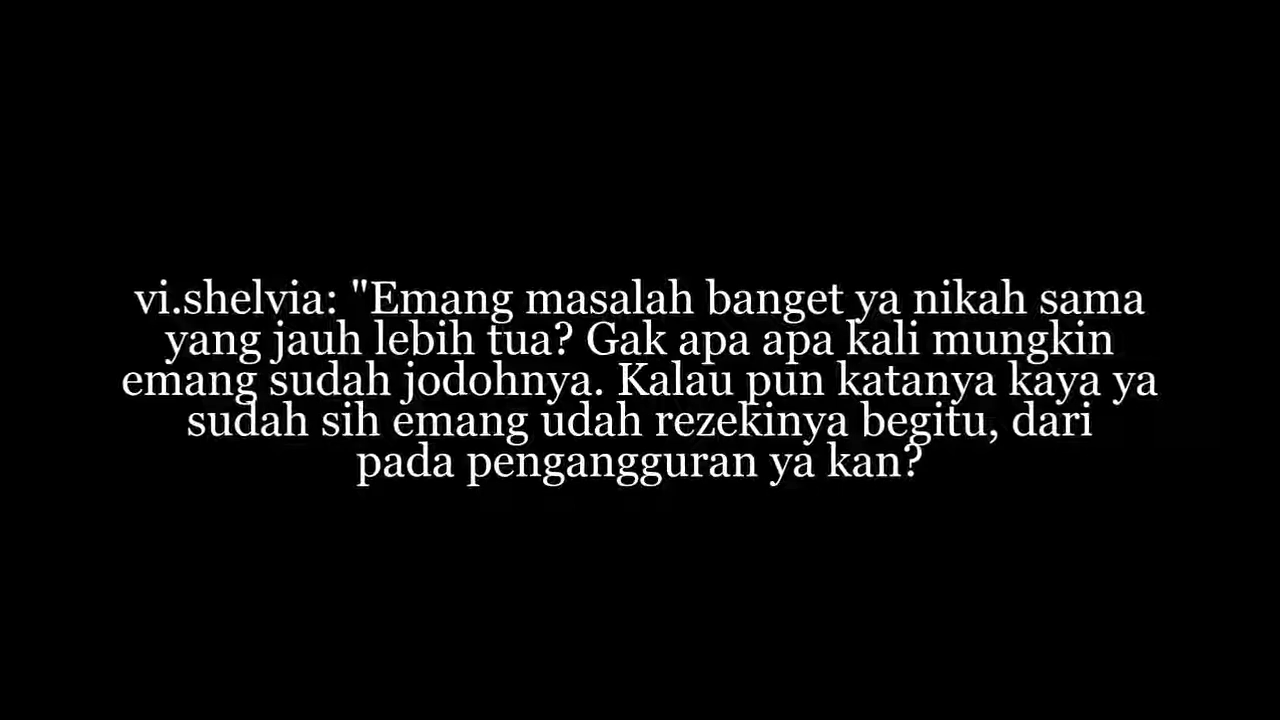 vi.shelvia: "Emang masalah banget ya nikah sama
yang jauh lebih tua? Gak apa apa kali mungkin
emang sudah jodohnya. Kalau pun katanya kaya ya
sudah sih emang udah rezekinya begitu, dari
pada pengangguran ya kan?